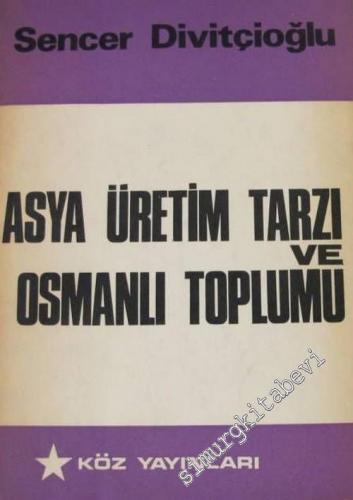 Sencer Divitçioğlu
ASYA ÜRETİM TARZI
VE
OSMANLI TOPLUMU
KÖZ YAYINLARI
simurgkitabevi